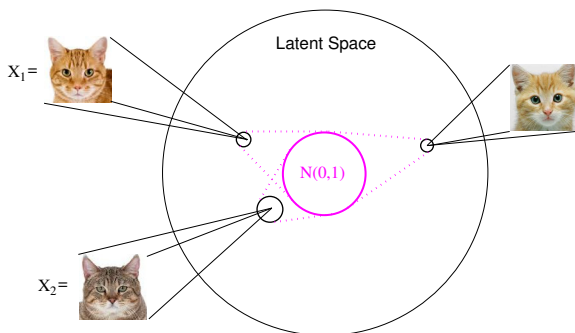 Latent Space
X₁=
N(0,1)
X₂=